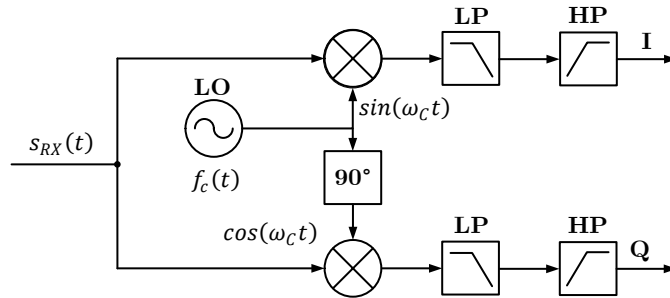 LP
HP
I
LO
sin(ω_C t)
s_RX(t)
90°
f_c(t)
cos(ω_C t)
LP
HP
Q